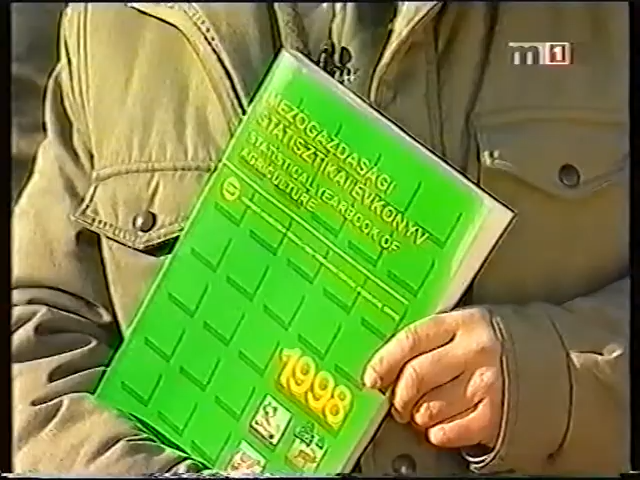 m1
MEZŐGAZDASÁGI
STATISZTIKAI ÉVKÖNYV
STATISTICAL YEARBOOK OF
AGRICULTURE
1998